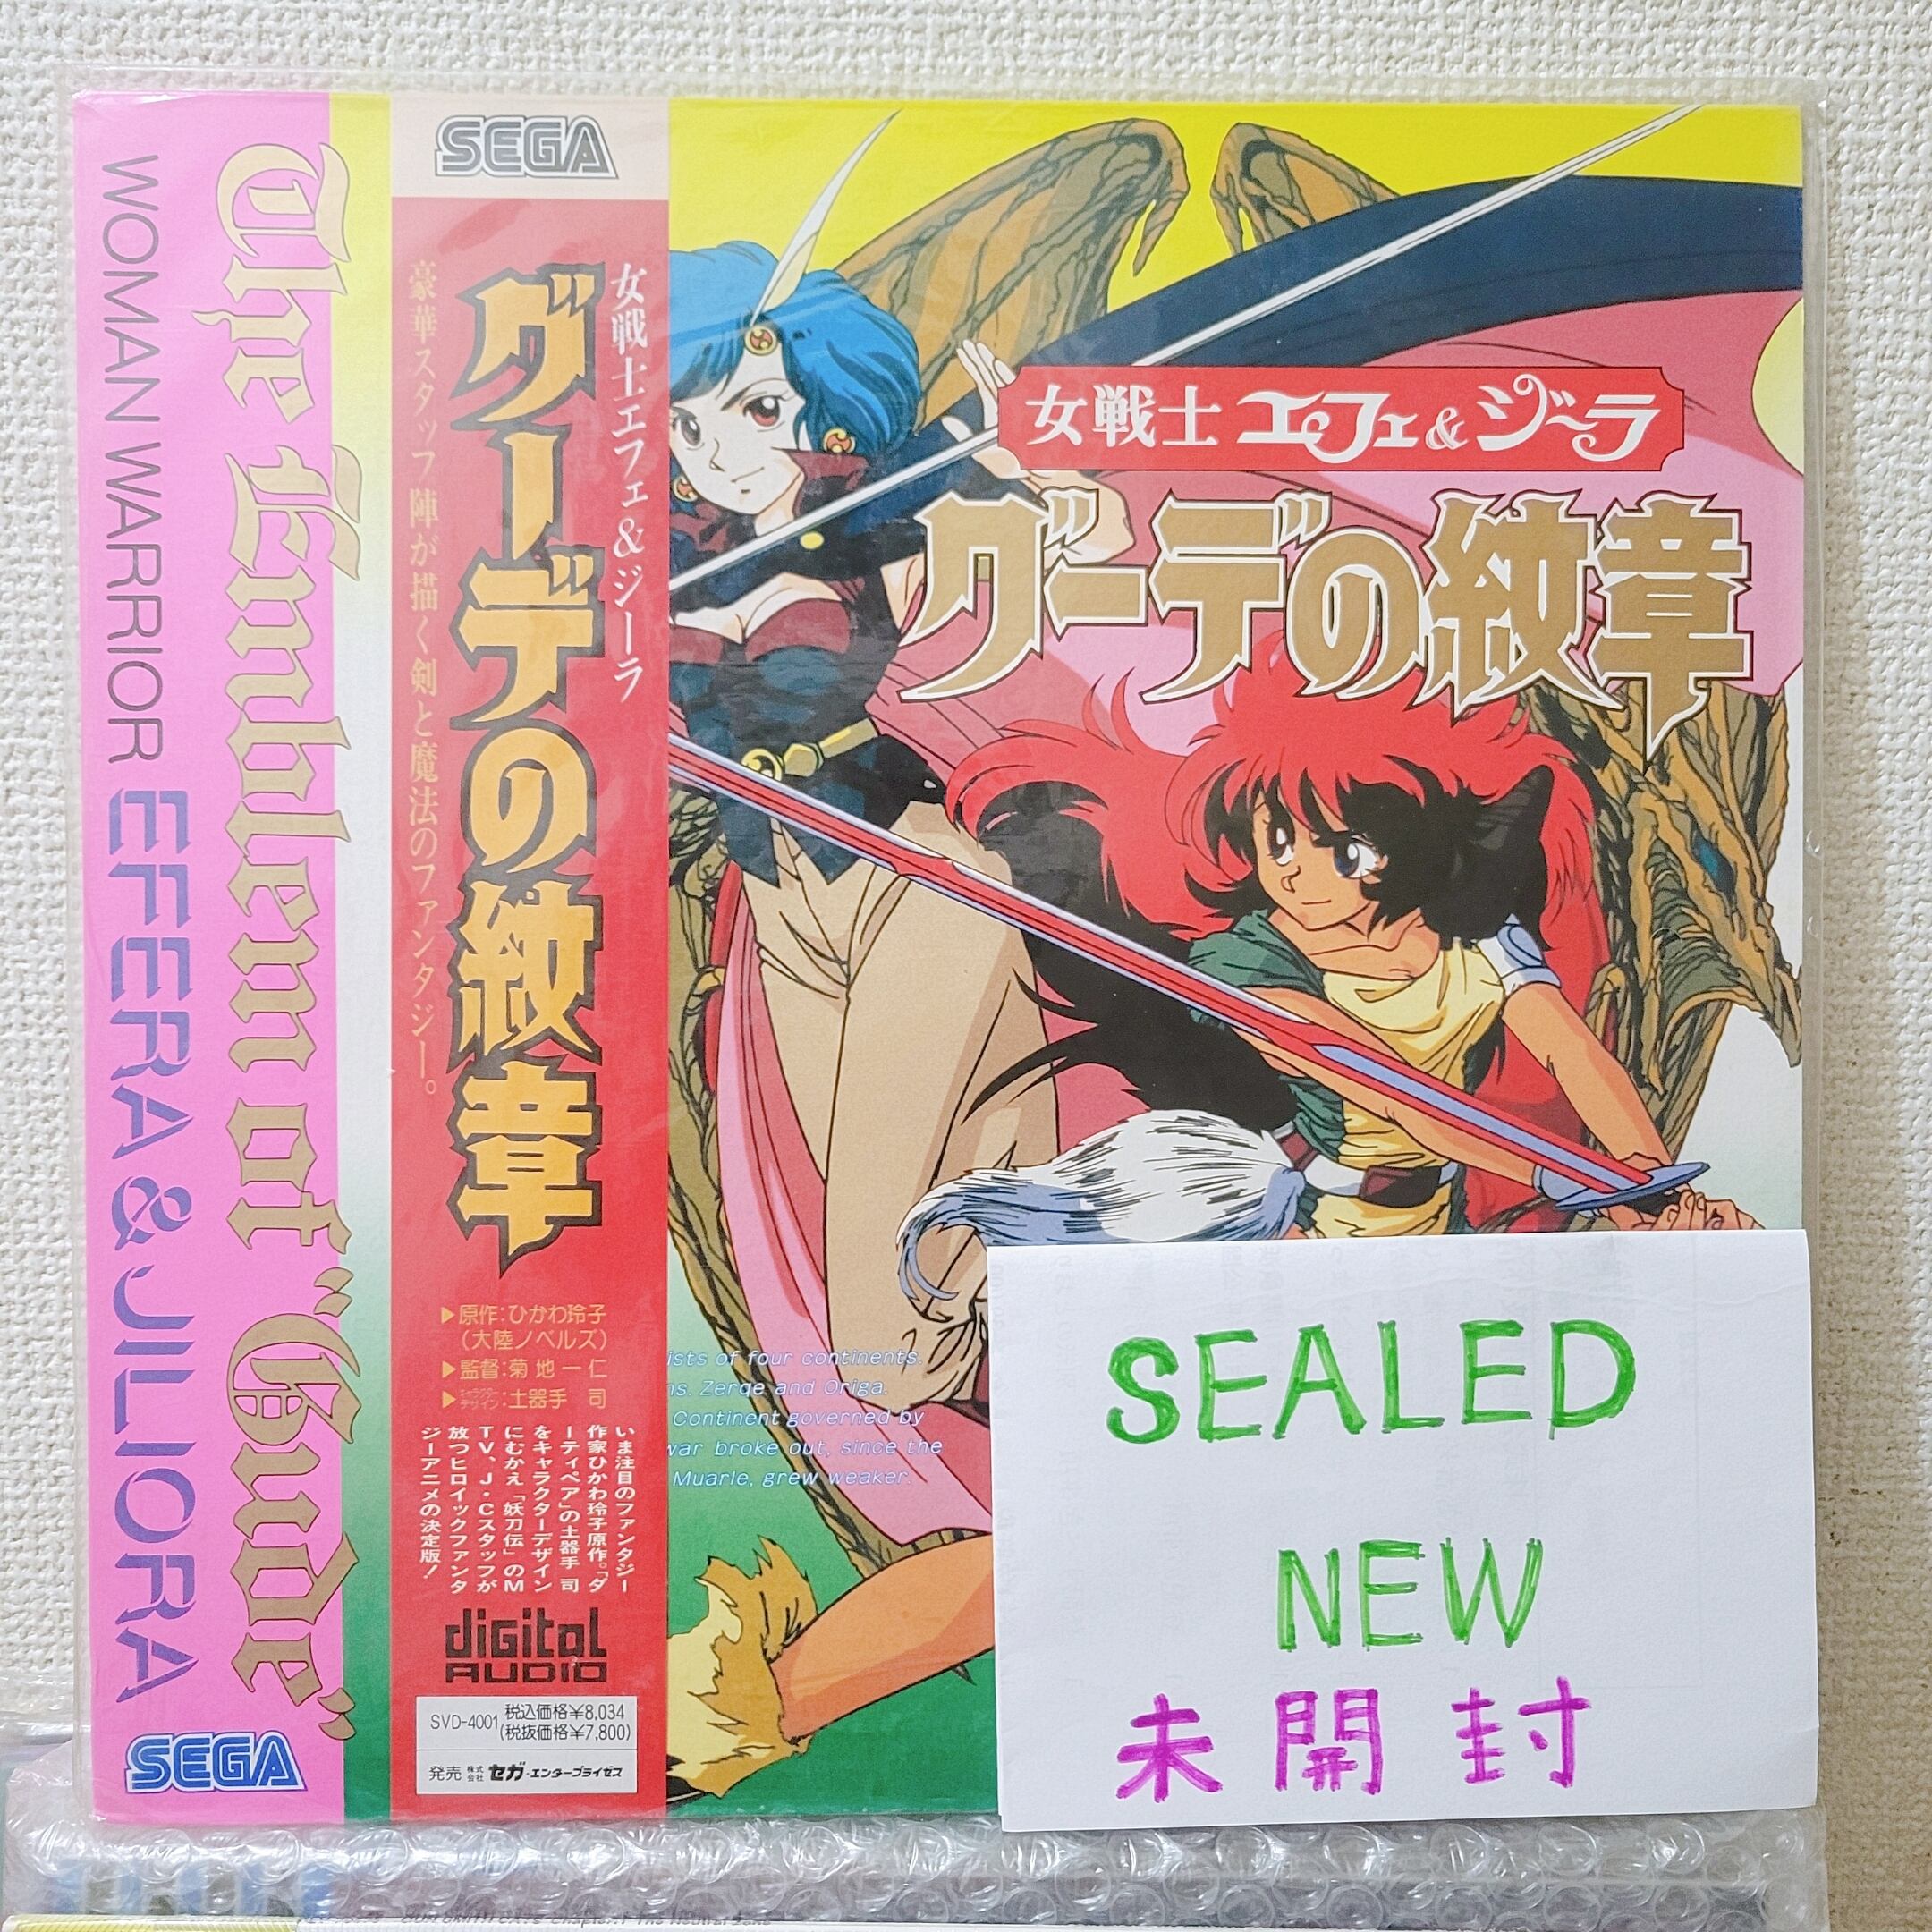 The Emblem of "Gude"
WOMAN WARRIOR EFERA & JILIORA
SEGA
SEGA
女戦士エフェ&ジーラ
グーデの紋章
豪華スタッフ陣が描く剣と魔法のファンタジー。
▶原作:ひかわ玲子
(大陸ノベルズ)
▶監督:菊地一仁
▶キャラクターデザイン:土器手 司
いま注目のファンタジー
作家ひかわ玲子原作。「ダ
ーティペア」の土器手 司
をキャラクターデザイン
にむかえ「妖刀伝」のM
TV、J・Cスタッフが
放つヒロイックファンタ
ジーアニメの決定版!
digital
AUDIO
SVD-4001
税込価格¥8,034
(税抜価格¥7,800)
発売 株式会社 セガ・エンタープライゼス
女戦士 エフェ&ジーラ
グーデの紋章
ists of four continents.
ns. Zerge and Origa.
Continent governed by
war broke out, since the
Muarle, grew weaker.
SEALED
NEW
未開封